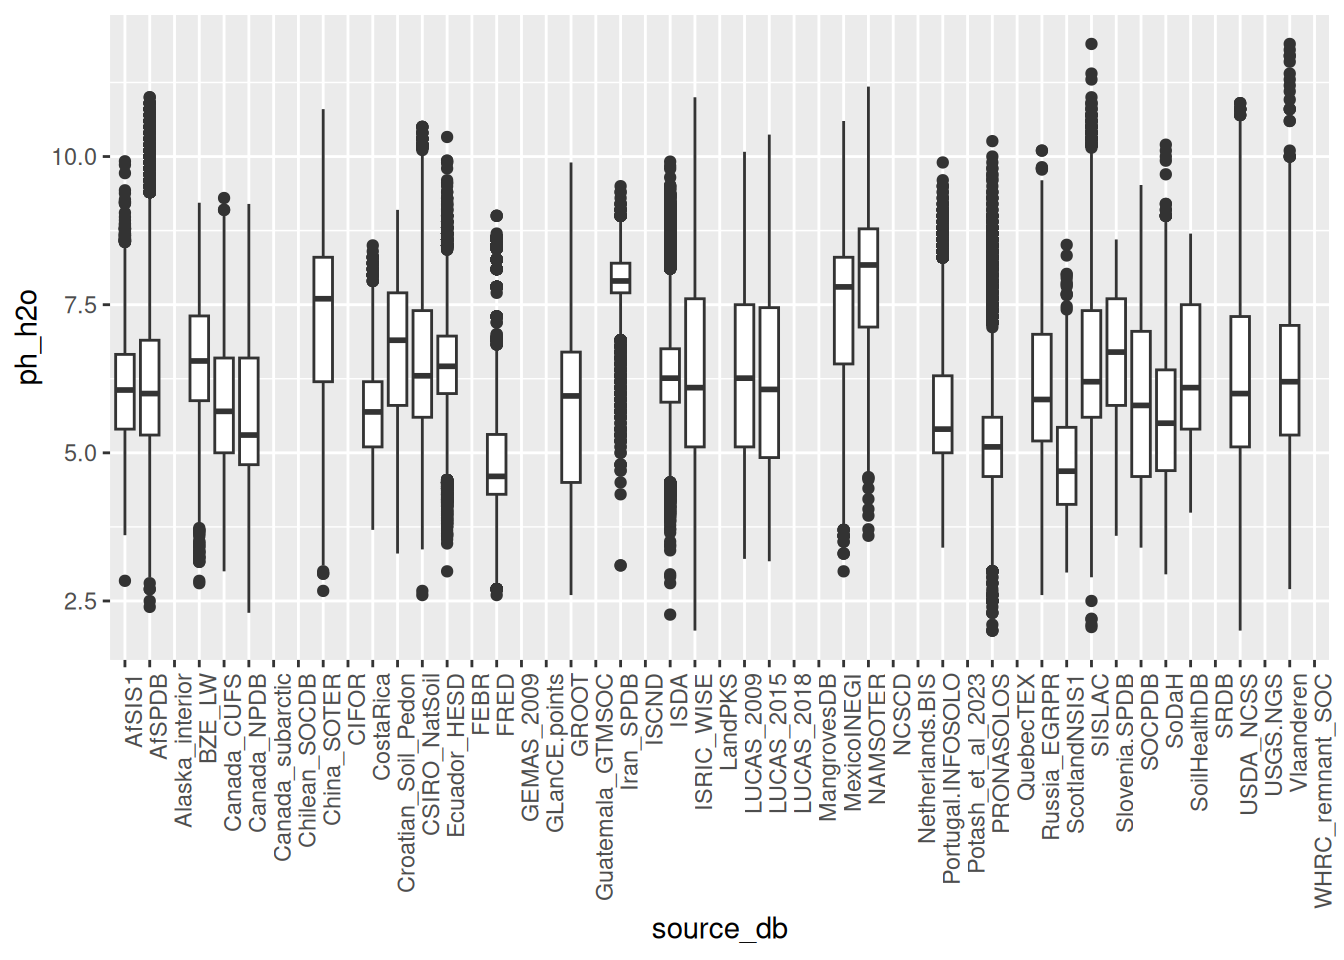 ph_h2o
10.0
7.5
5.0
2.5
AfSIS1
AfSPDB
Alaska_interior
BZE_LW
Canada_CUFS
Canada_NPDB
Canada_subarctic
Chilean_SOCDB
China_SOTER
CIFOR
CostaRica
Croatian_Soil_Pedon
CSIRO_NatSoil
Ecuador_HESD
FEBR
FRED
GEMAS_2009
GLanCE.points
GROOT
Guatemala_GTMSOC
Iran_SPDB
ISCND
ISDA
ISRIC_WISE
LandPKS
LUCAS_2009
LUCAS_2015
LUCAS_2018
MangrovesDB
MexicoINEGI
NAMSOTER
NCSCD
Netherlands.BIS
Portugal.INFOSOLO
Potash_et_al_2023
PRONASOLOS
QuebecTEX
Russia_EGRPR
ScotlandNSIS1
SISLAC
Slovenia.SPDB
SOCPDB
SoDaH
SoilHealthDB
SRDB
USDA_NCSS
USGS.NGS
Vlaanderen
WHRC_remnant_SOC
source_db